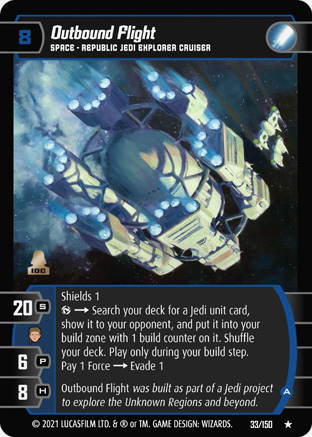 8
Outbound Flight
SPACE - REPUBLIC JEDI EXPLORER CRUISER
IDC
20 S
6 P
8 H
Shields 1
→ Search your deck for a Jedi unit card,
show it to your opponent, and put it into your
build zone with 1 build counter on it. Shuffle
your deck. Play only during your build step.
Pay 1 Force → Evade 1
Outbound Flight was built as part of a Jedi project
to explore the Unknown Regions and beyond.
A
© 2021 LUCASFILM LTD. & ® OR TM. GAME DESIGN: WIZARDS.
33/150 ★